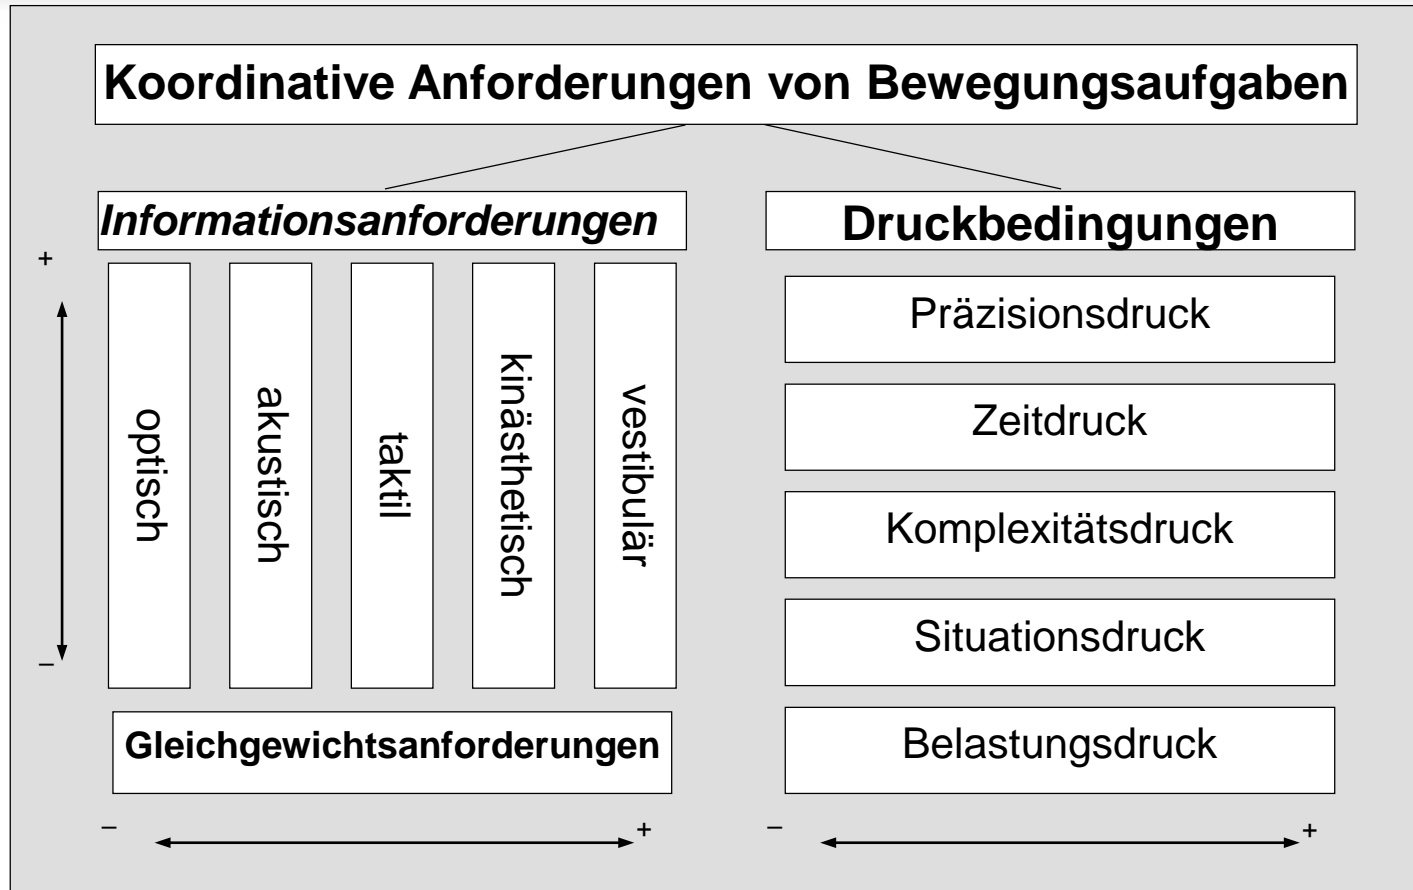 Koordinative Anforderungen von Bewegungsaufgaben
Informationsanforderungen
+
optisch
akustisch
taktil
kinästhetisch
vestibulär
–
Gleichgewichtsanforderungen
– +
Druckbedingungen
Präzisionsdruck
Zeitdruck
Komplexitätsdruck
Situationsdruck
Belastungsdruck
– +